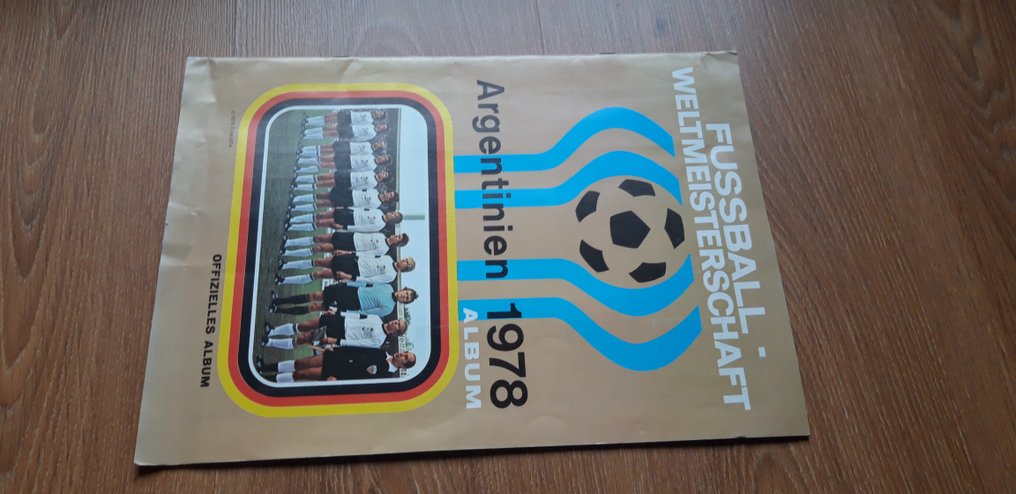 FUSSBALL-
WELTMEISTERSCHAFT
Argentinien 1978
ALBUM
OFFIZIELLES ALBUM